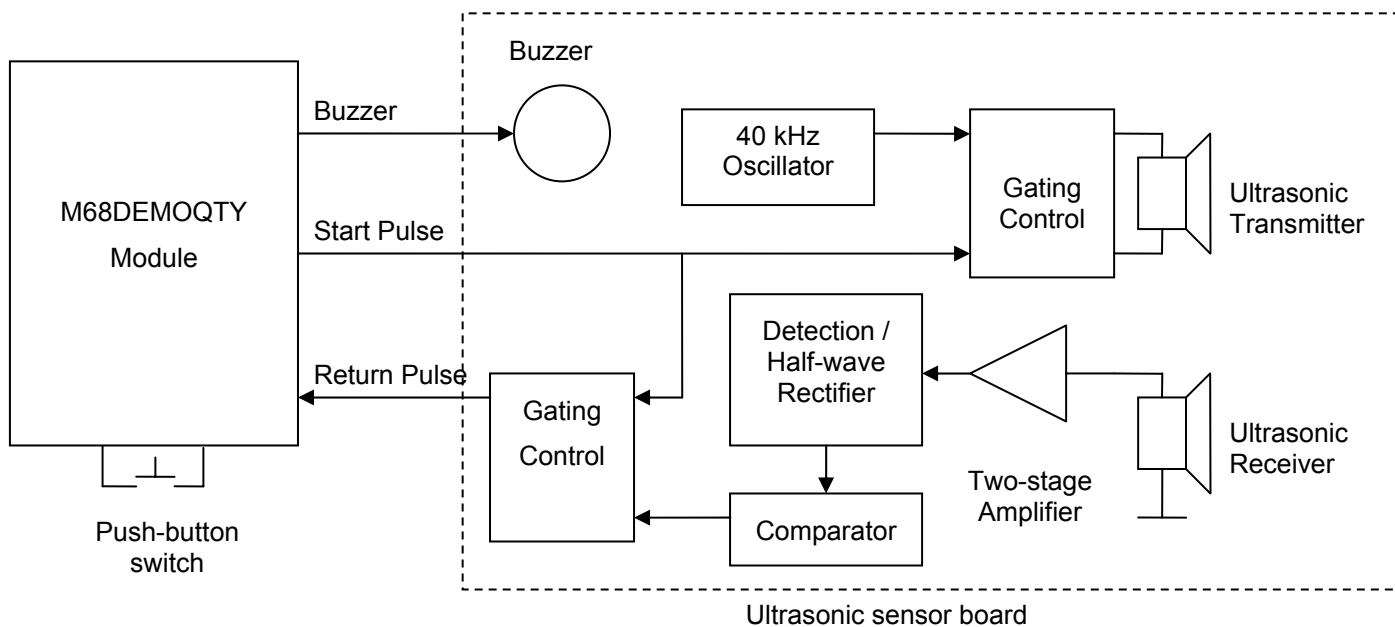 Buzzer
Buzzer
40 kHz
Oscillator
Gating
Control
Ultrasonic
Transmitter
M68DEMOQTY
Module
Start Pulse
Detection /
Half-wave
Rectifier
Return Pulse
Gating
Control
Ultrasonic
Receiver
Two-stage
Amplifier
Comparator
Push-button
switch
Ultrasonic sensor board